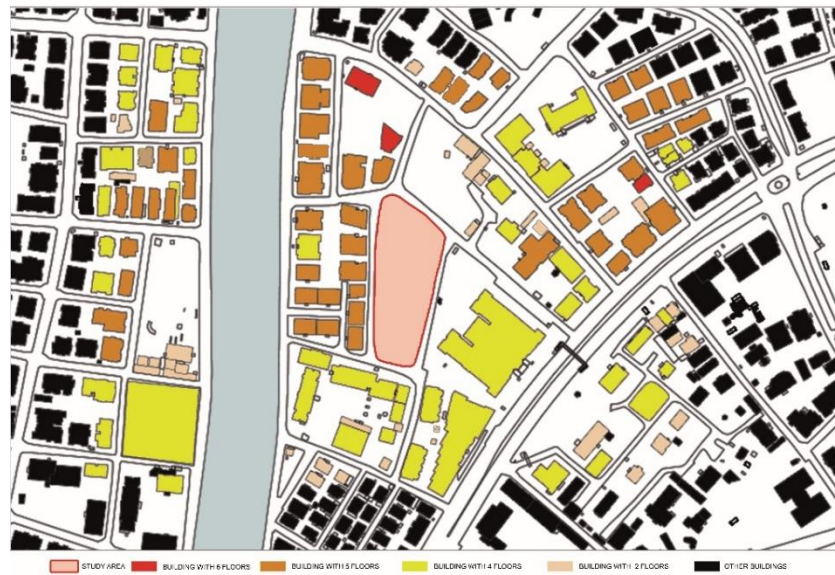 STUDY AREA
BUILDING WITH 6 FLOORS
BUILDING WITH 5 FLOORS
BUILDING WITH 4 FLOORS
BUILDING WITH 2 FLOORS
OTHER BUILDINGS